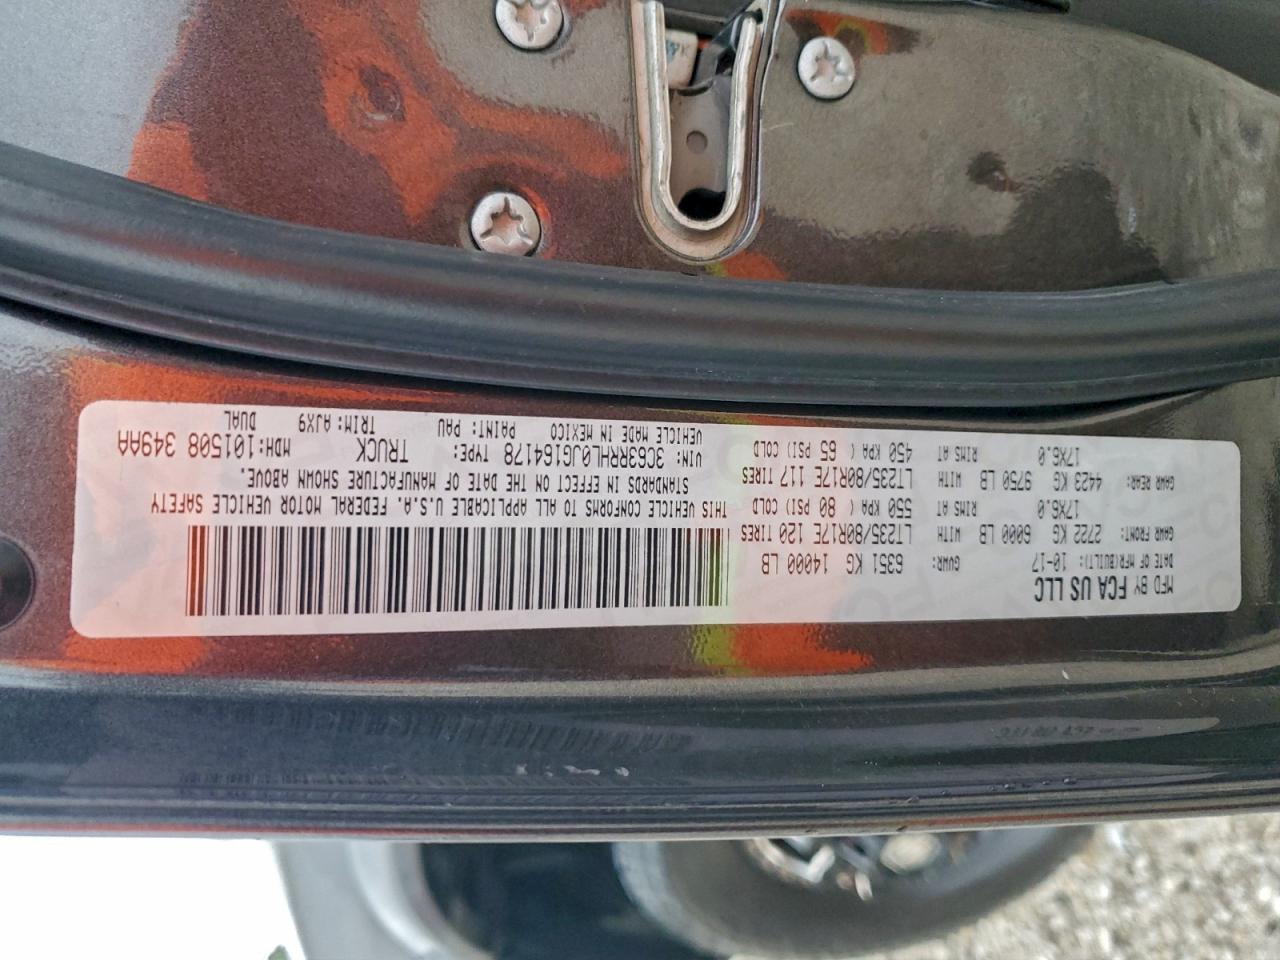 MFD BY FCA US LLC
DATE OF MFR(BUILT): 10-17 GVWR: 6351 KG 14000 LB
GAWR FRONT: 2722 KG 6000 LB WITH LT235/80R17E 120 TIRES
17X6.0 RIMS AT 550 KPA ( 80 PSI) COLD
GAWR REAR: 4423 KG 9750 LB WITH LT235/80R17E 117 TIRES
17X6.0 RIMS AT 450 KPA ( 65 PSI) COLD
THIS VEHICLE CONFORMS TO ALL APPLICABLE U.S.A. FEDERAL MOTOR VEHICLE SAFETY
STANDARDS IN EFFECT ON THE DATE OF MANUFACTURE SHOWN ABOVE.
VIN: 3C63RRHL0JG164178 TYPE: TRUCK MDH: 101508 349AA
VEHICLE MADE IN MEXICO PAINT: PAU TRIM: AJX9 DUAL